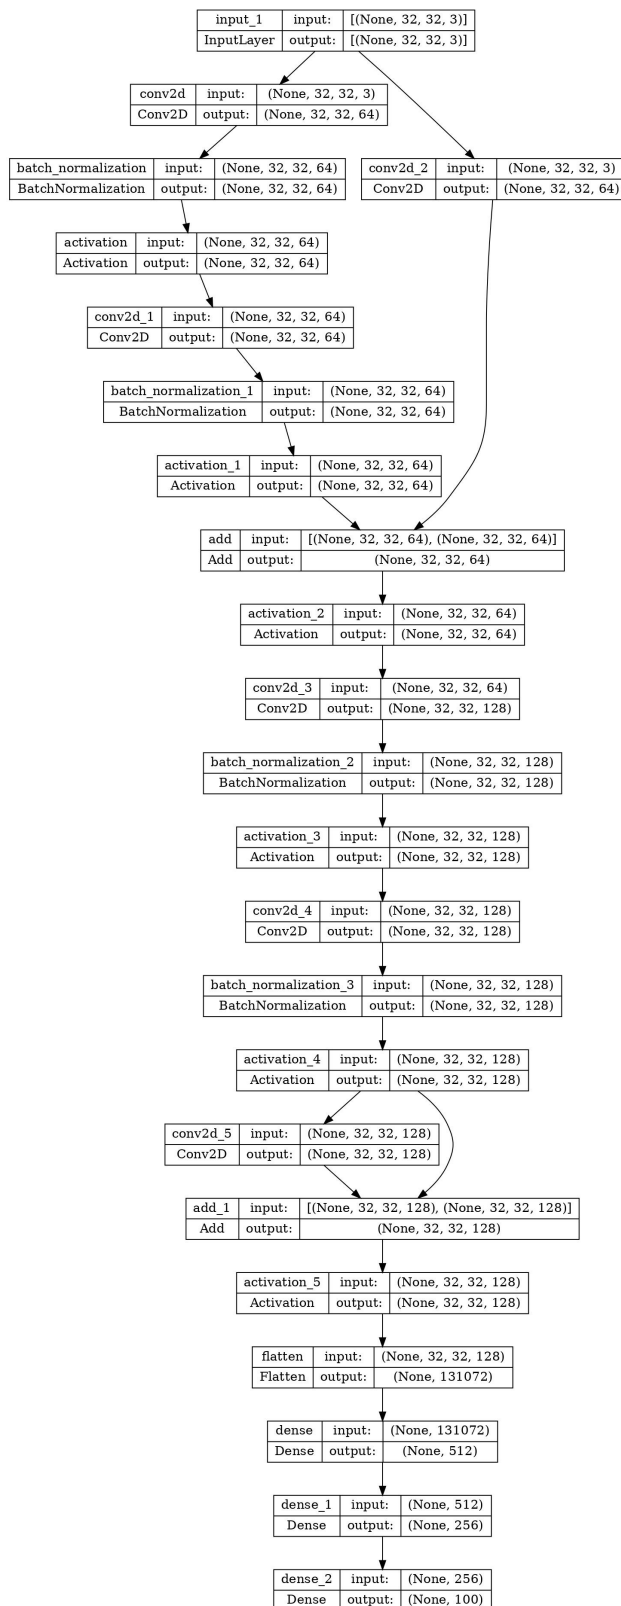 input_1 input: [(None, 32, 32, 3)]
InputLayer output: [(None, 32, 32, 3)]
conv2d input: (None, 32, 32, 3)
Conv2D output: (None, 32, 32, 64)
batch_normalization input: (None, 32, 32, 64)
BatchNormalization output: (None, 32, 32, 64)
conv2d_2 input: (None, 32, 32, 3)
Conv2D output: (None, 32, 32, 64)
activation input: (None, 32, 32, 64)
Activation output: (None, 32, 32, 64)
conv2d_1 input: (None, 32, 32, 64)
Conv2D output: (None, 32, 32, 64)
batch_normalization_1 input: (None, 32, 32, 64)
BatchNormalization output: (None, 32, 32, 64)
activation_1 input: (None, 32, 32, 64)
Activation output: (None, 32, 32, 64)
add input: [(None, 32, 32, 64), (None, 32, 32, 64)]
Add output: (None, 32, 32, 64)
activation_2 input: (None, 32, 32, 64)
Activation output: (None, 32, 32, 64)
conv2d_3 input: (None, 32, 32, 64)
Conv2D output: (None, 32, 32, 128)
batch_normalization_2 input: (None, 32, 32, 128)
BatchNormalization output: (None, 32, 32, 128)
activation_3 input: (None, 32, 32, 128)
Activation output: (None, 32, 32, 128)
conv2d_4 input: (None, 32, 32, 128)
Conv2D output: (None, 32, 32, 128)
batch_normalization_3 input: (None, 32, 32, 128)
BatchNormalization output: (None, 32, 32, 128)
activation_4 input: (None, 32, 32, 128)
Activation output: (None, 32, 32, 128)
conv2d_5 input: (None, 32, 32, 128)
Conv2D output: (None, 32, 32, 128)
add_1 input: [(None, 32, 32, 128), (None, 32, 32, 128)]
Add output: (None, 32, 32, 128)
activation_5 input: (None, 32, 32, 128)
Activation output: (None, 32, 32, 128)
flatten input: (None, 32, 32, 128)
Flatten output: (None, 131072)
dense input: (None, 131072)
Dense output: (None, 512)
dense_1 input: (None, 512)
Dense output: (None, 256)
dense_2 input: (None, 256)
Dense output: (None, 100)